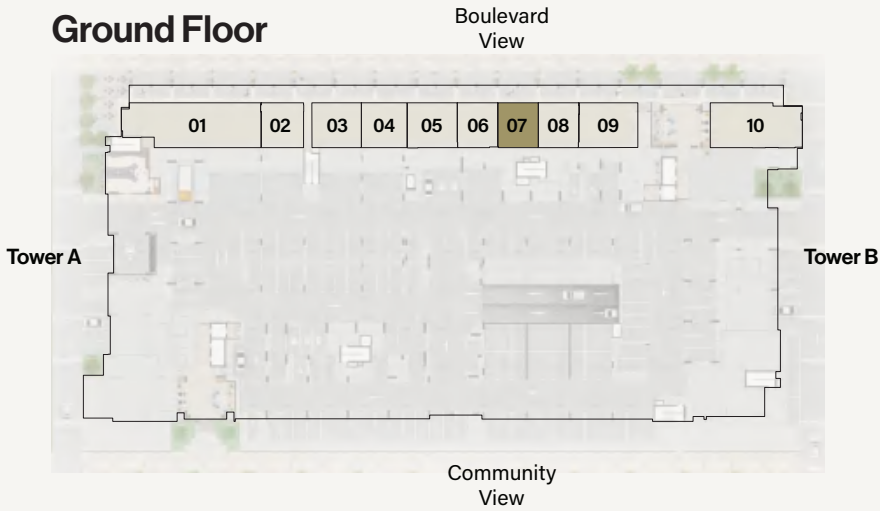 Ground Floor
Boulevard
View
01 02 03 04 05 06 07 08 09 10
Tower A
Tower B
Community
View